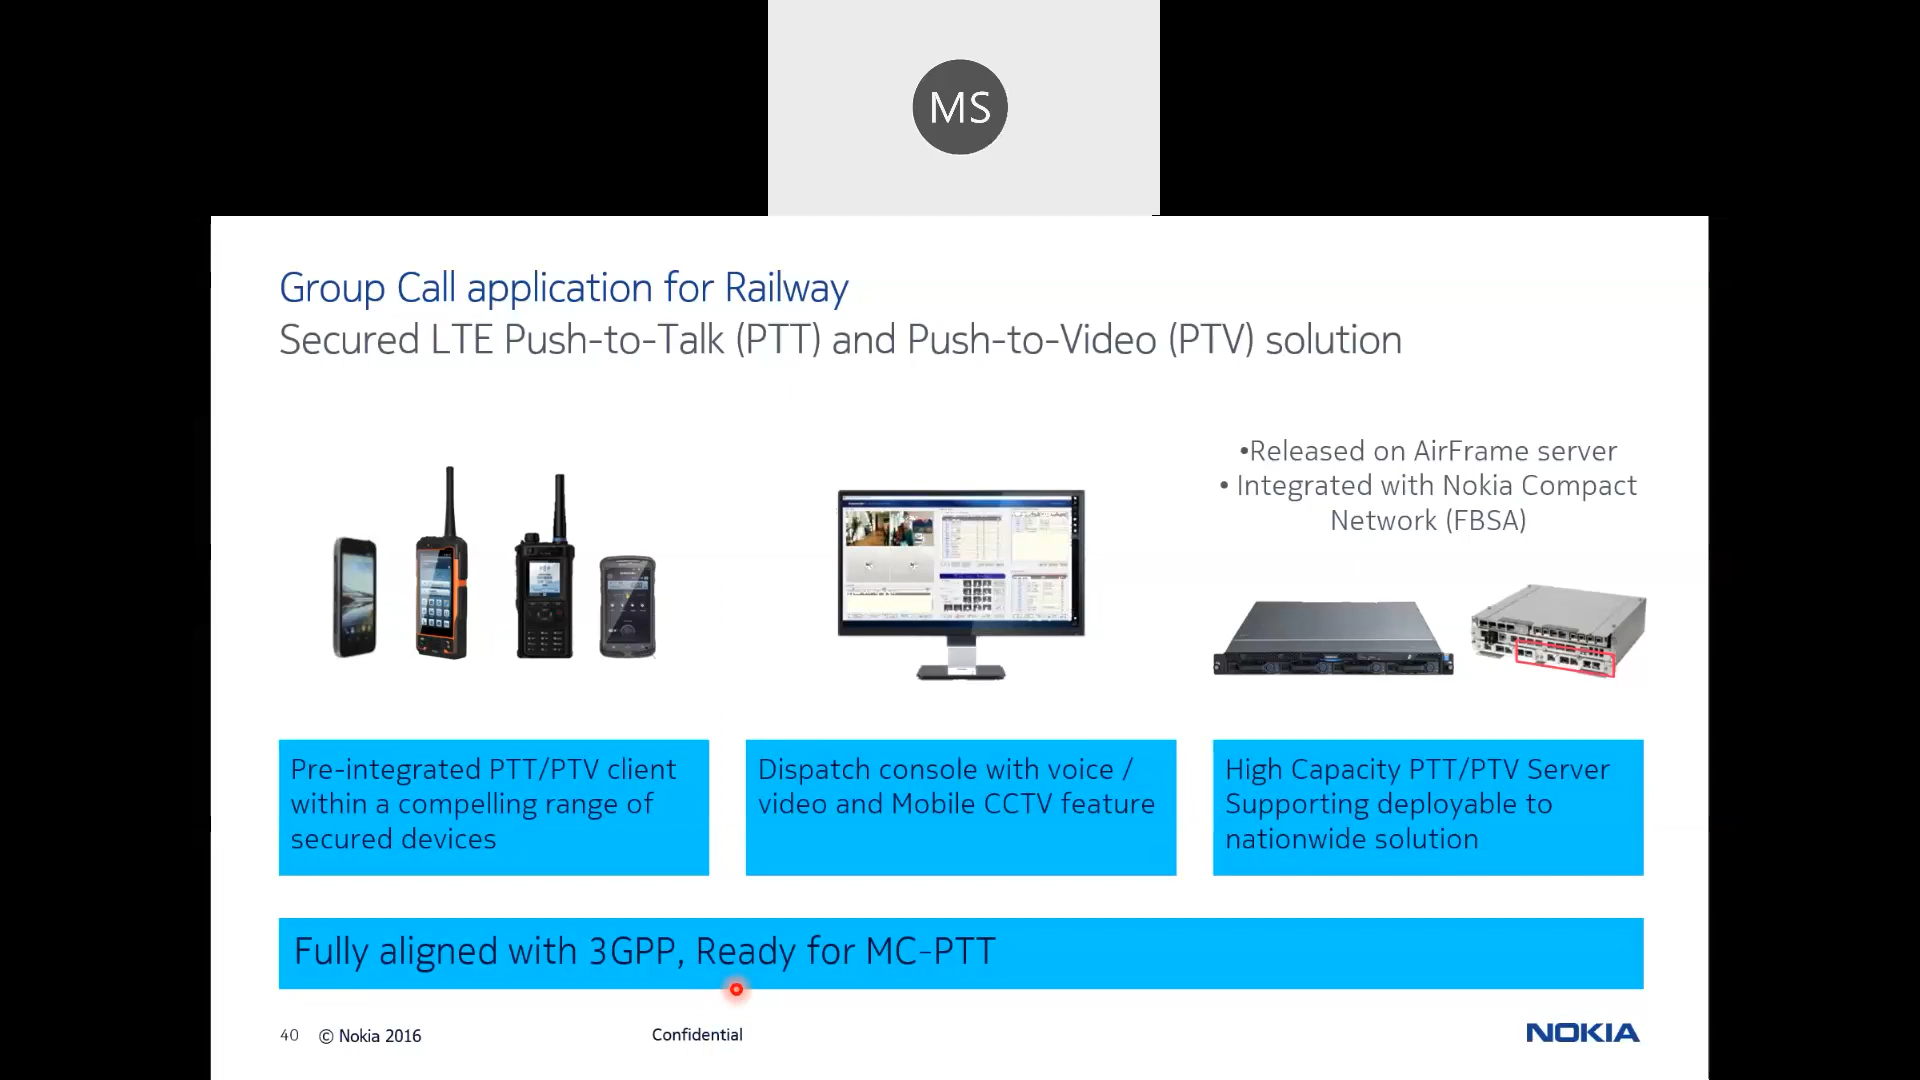 MS
Group Call application for Railway
Secured LTE Push-to-Talk (PTT) and Push-to-Video (PTV) solution
•Released on AirFrame server
• Integrated with Nokia Compact
Network (FBSA)
Pre-integrated PTT/PTV client
within a compelling range of
secured devices
Dispatch console with voice /
video and Mobile CCTV feature
High Capacity PTT/PTV Server
Supporting deployable to
nationwide solution
Fully aligned with 3GPP, Ready for MC-PTT
40 © Nokia 2016 Confidential NOKIA